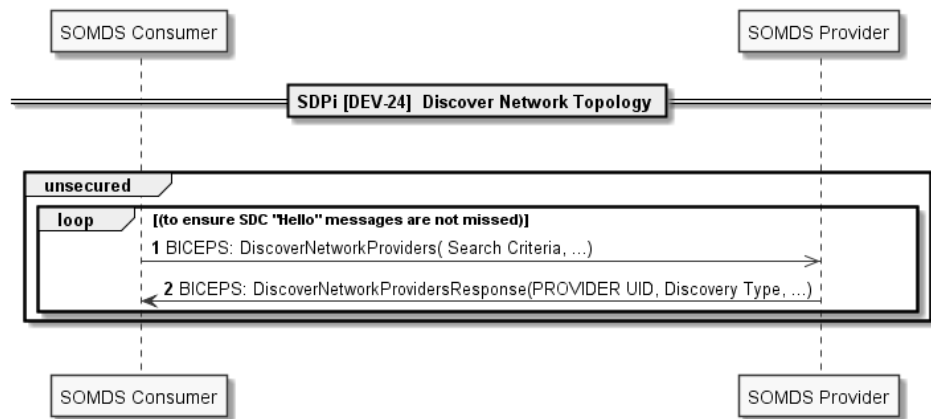 SOMDS Consumer
SOMDS Provider
SDPi [DEV-24] Discover Network Topology
unsecured
loop
[(to ensure SDC "Hello" messages are not missed)]
1 BICEPS: DiscoverNetworkProviders( Search Criteria, ...)
2 BICEPS: DiscoverNetworkProvidersResponse(PROVIDER UID, Discovery Type, ...)
SOMDS Consumer
SOMDS Provider